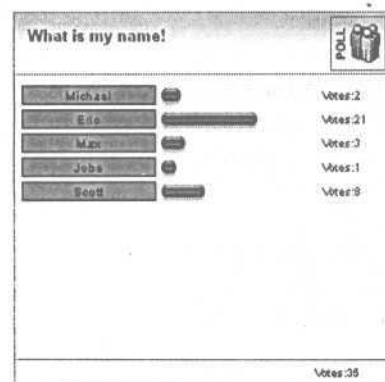 What is my name!
POLL
Michael Votes:2
Eric Votes:21
Max Votes:3
Jobs Votes:1
Scott Votes:8
Votes:35